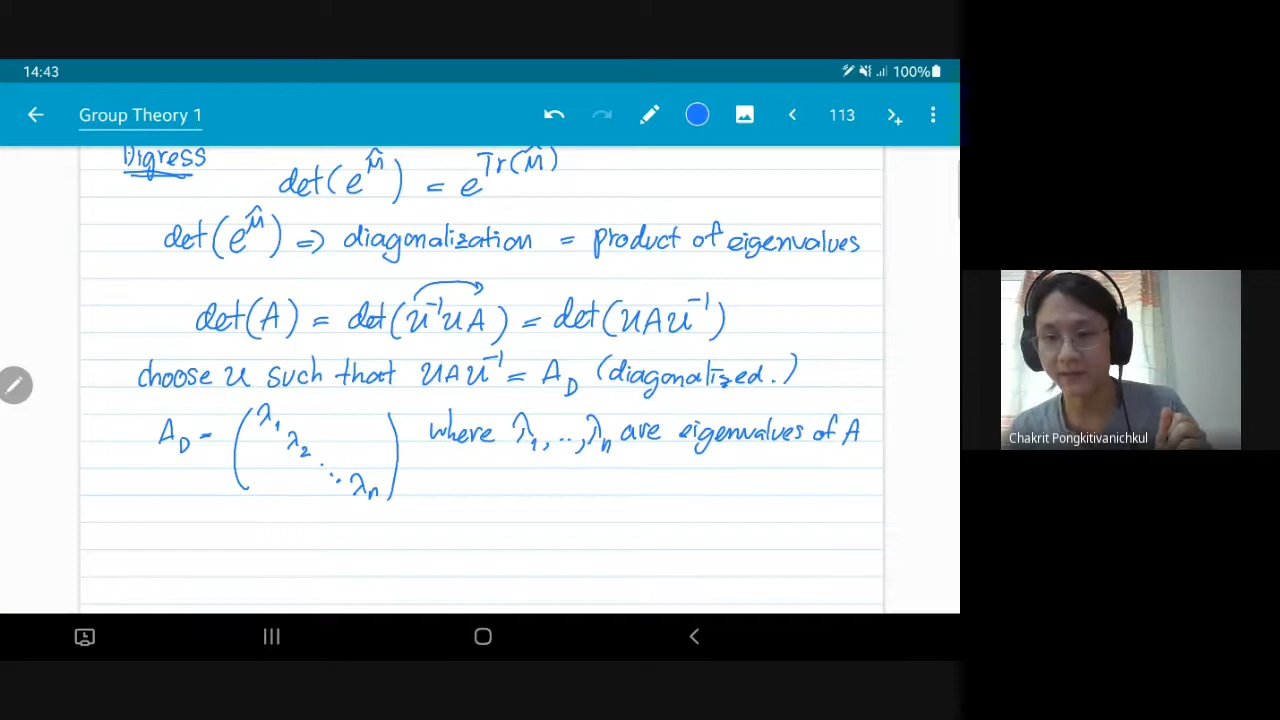 14:43
100%
Group Theory 1
113
Digress
det(e^M̂) = e^Tr(M̂)
det(e^M̂) => diagonalization = product of eigenvalues
det(A) = det(U⁻¹UA) = det(UAU⁻¹)
choose U such that UAU⁻¹ = A_D (diagonalized.)
A_D = (λ₁ λ₂ ⋱ λₙ) where λ₁, .., λₙ are eigenvalues of A
Chakrit Pongkitivanichkul